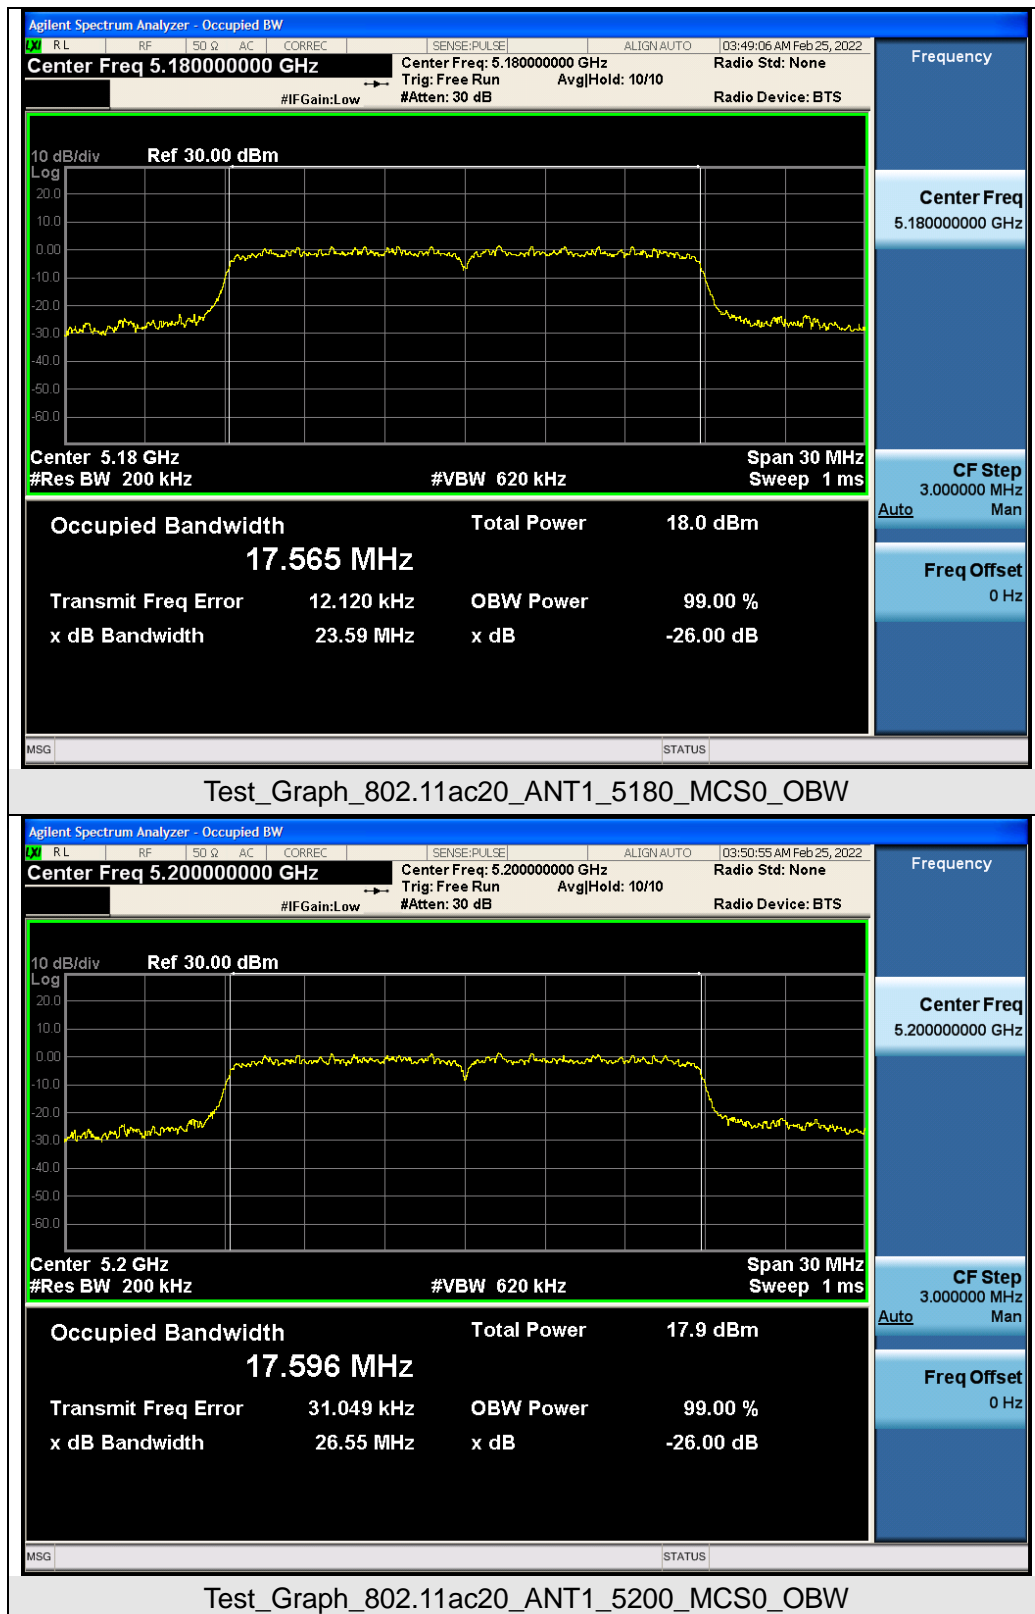 Agilent Spectrum Analyzer - Occupied BW
LXI RL RF 50 Ω AC CORREC SENSE:PULSE ALIGN AUTO 03:49:06 AM Feb 25, 2022
Center Freq 5.180000000 GHz
Center Freq: 5.180000000 GHz
Radio Std: None
Trig: Free Run Avg|Hold: 10/10
#IFGain:Low #Atten: 30 dB Radio Device: BTS
Frequency
10 dB/div Ref 30.00 dBm
Log
20.0
10.0
0.00
-10.0
-20.0
-30.0
-40.0
-50.0
-60.0
Center Freq
5.180000000 GHz
Center 5.18 GHz Span 30 MHz
#Res BW 200 kHz #VBW 620 kHz Sweep 1 ms
CF Step
3.000000 MHz
Auto Man
Occupied Bandwidth Total Power 18.0 dBm
17.565 MHz
Transmit Freq Error 12.120 kHz OBW Power 99.00 %
x dB Bandwidth 23.59 MHz x dB -26.00 dB
Freq Offset
0 Hz
MSG STATUS
Test_Graph_802.11ac20_ANT1_5180_MCS0_OBW
Agilent Spectrum Analyzer - Occupied BW
LXI RL RF 50 Ω AC CORREC SENSE:PULSE ALIGN AUTO 03:50:55 AM Feb 25, 2022
Center Freq 5.200000000 GHz
Center Freq: 5.200000000 GHz
Radio Std: None
Trig: Free Run Avg|Hold: 10/10
#IFGain:Low #Atten: 30 dB Radio Device: BTS
Frequency
10 dB/div Ref 30.00 dBm
Log
20.0
10.0
0.00
-10.0
-20.0
-30.0
-40.0
-50.0
-60.0
Center Freq
5.200000000 GHz
Center 5.2 GHz Span 30 MHz
#Res BW 200 kHz #VBW 620 kHz Sweep 1 ms
CF Step
3.000000 MHz
Auto Man
Occupied Bandwidth Total Power 17.9 dBm
17.596 MHz
Transmit Freq Error 31.049 kHz OBW Power 99.00 %
x dB Bandwidth 26.55 MHz x dB -26.00 dB
Freq Offset
0 Hz
MSG STATUS
Test_Graph_802.11ac20_ANT1_5200_MCS0_OBW